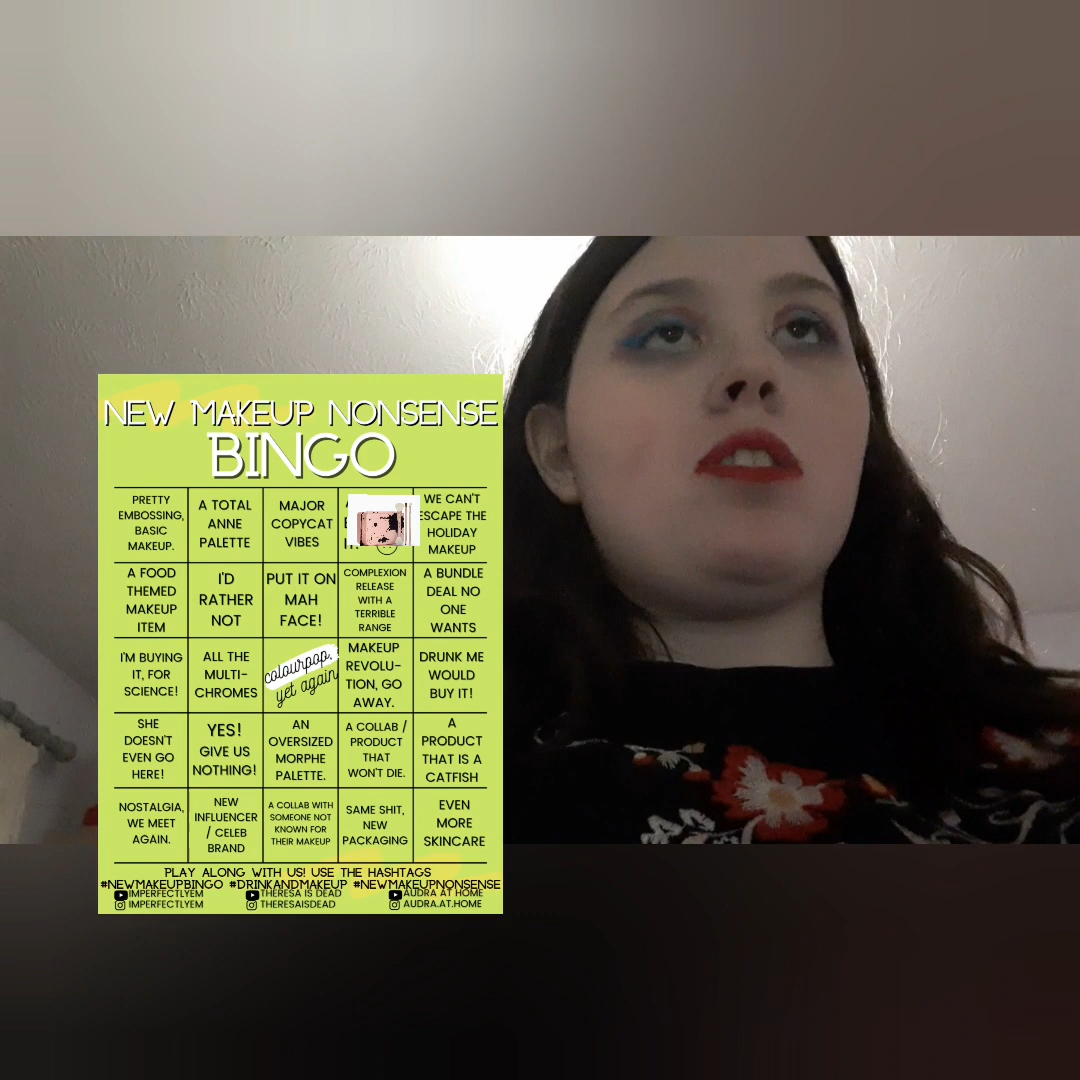 NEW MAKEUP NONSENSE
BINGO
PRETTY
EMBOSSING,
BASIC
MAKEUP.
A TOTAL
ANNE
PALETTE
MAJOR
COPYCAT
VIBES
WE CAN'T
ESCAPE THE
HOLIDAY
MAKEUP
A FOOD
THEMED
MAKEUP
ITEM
I'D
RATHER
NOT
PUT IT ON
MAH
FACE!
COMPLEXION
RELEASE
WITH A
TERRIBLE
RANGE
A BUNDLE
DEAL NO
ONE
WANTS
I'M BUYING
IT, FOR
SCIENCE!
ALL THE
MULTI-
CHROMES
colourpop,
yet again
MAKEUP
REVOLU-
TION, GO
AWAY.
DRUNK ME
WOULD
BUY IT!
SHE
DOESN'T
EVEN GO
HERE!
YES!
GIVE US
NOTHING!
AN
OVERSIZED
MORPHE
PALETTE.
A COLLAB /
PRODUCT
THAT
WON'T DIE.
A
PRODUCT
THAT IS A
CATFISH
NOSTALGIA,
WE MEET
AGAIN.
NEW
INFLUENCER
/ CELEB
BRAND
A COLLAB WITH
SOMEONE NOT
KNOWN FOR
THEIR MAKEUP
SAME SHIT,
NEW
PACKAGING
EVEN
MORE
SKINCARE
PLAY ALONG WITH US! USE THE HASHTAGS
#NEWMAKEUPBINGO #DRINKANDMAKEUP #NEWMAKEUPNONSENSE
IMPERFECTLYEM
IMPERFECTLYEM
THERESA IS DEAD
THERESAISDEAD
AUDRA AT HOME
AUDRA.AT.HOME